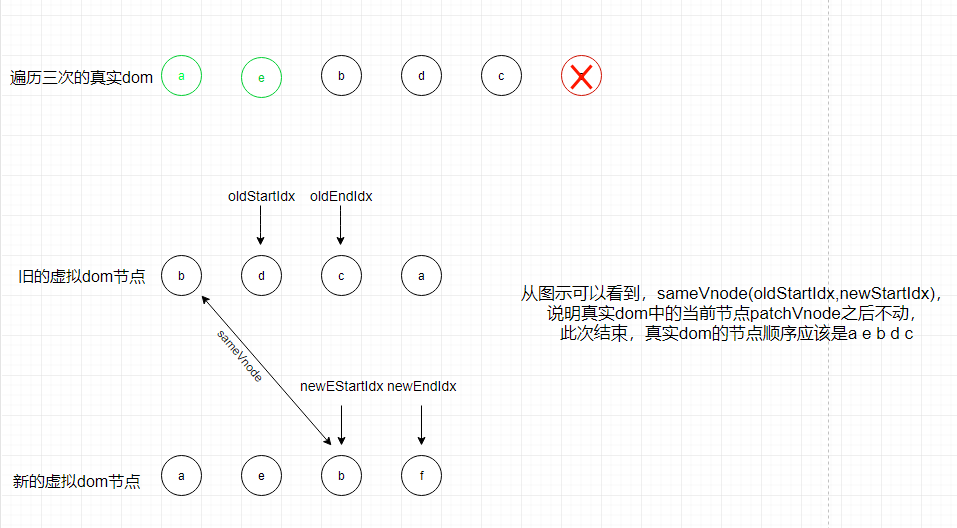 遍历三次的真实dom a e b d c
oldStartIdx oldEndIdx
旧的虚拟dom节点 b d c a
从图示可以看到，sameVnode(oldStartIdx,newStartIdx)，
说明真实dom中的当前节点patchVnode之后不动，
此次结束，真实dom的节点顺序应该是a e b d c
sameVnode
newEStartIdx newEndIdx
新的虚拟dom节点 a e b f